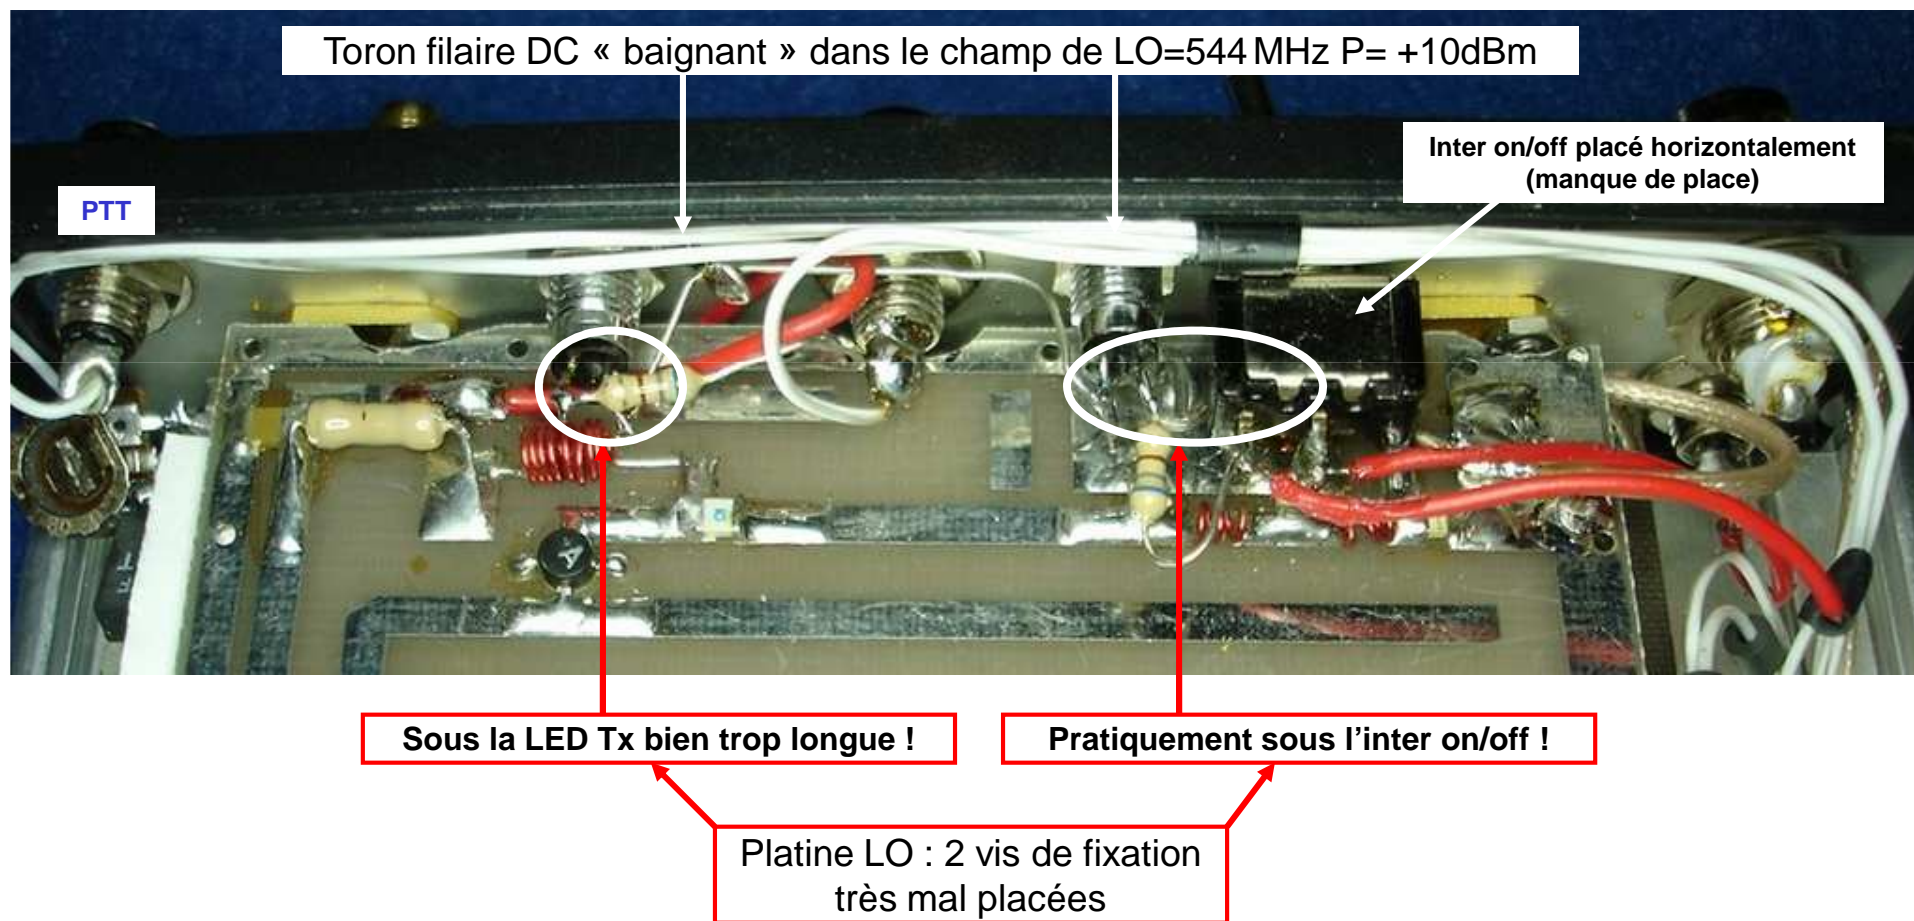 Toron filaire DC « baignant » dans le champ de LO=544 MHz P= +10dBm
Inter on/off placé horizontalement
(manque de place)
PTT
A
Sous la LED Tx bien trop longue !
Pratiquement sous l’inter on/off !
Platine LO : 2 vis de fixation
très mal placées